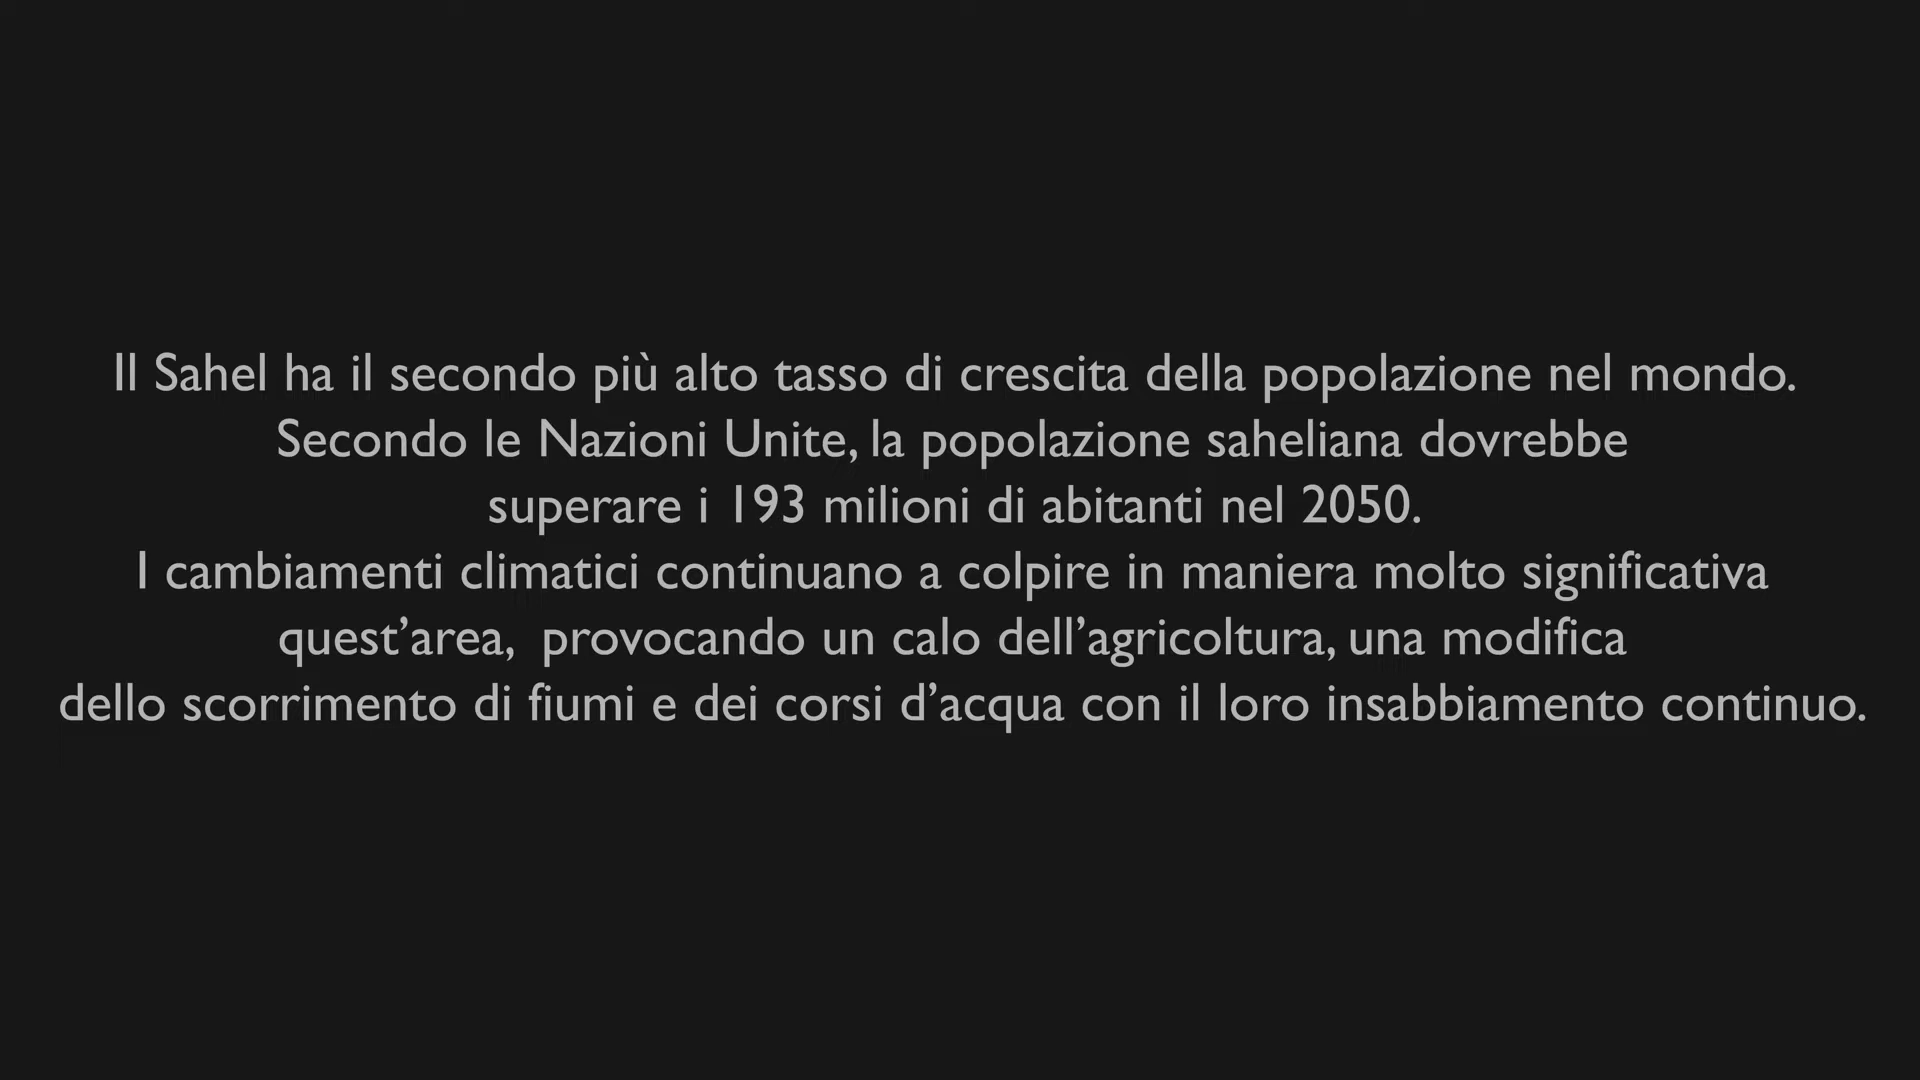 Il Sahel ha il secondo più alto tasso di crescita della popolazione nel mondo.
Secondo le Nazioni Unite, la popolazione saheliana dovrebbe
superare i 193 milioni di abitanti nel 2050.
I cambiamenti climatici continuano a colpire in maniera molto significativa
quest’area,  provocando un calo dell’agricoltura, una modifica
dello scorrimento di fiumi e dei corsi d’acqua con il loro insabbiamento continuo.